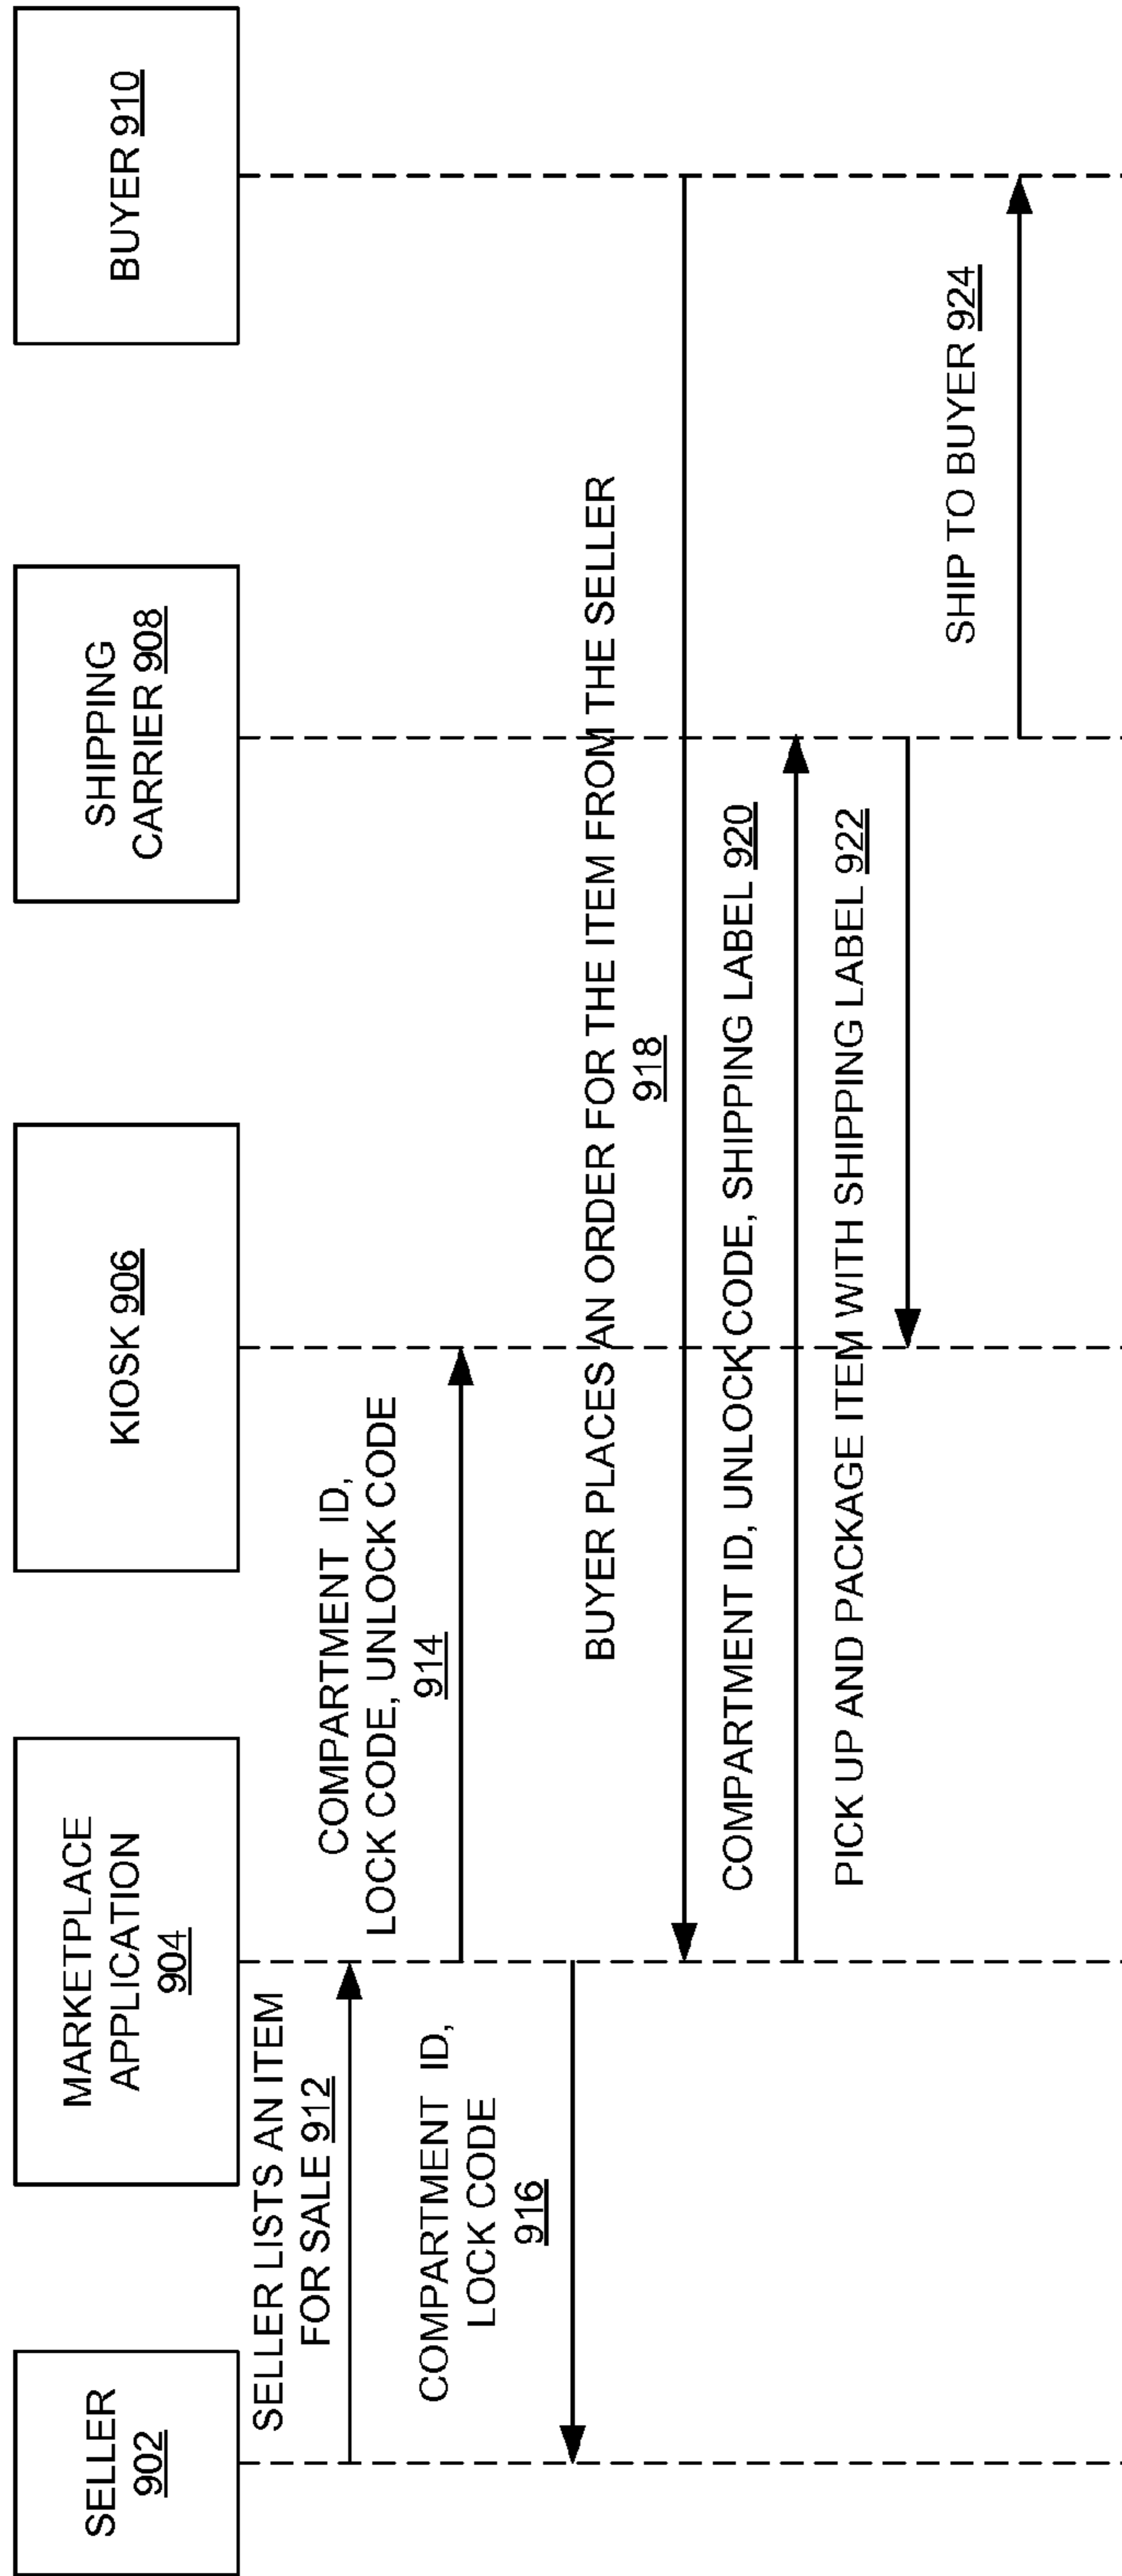 SELLER
902
MARKETPLACE
APPLICATION
904
KIOSK 906
SHIPPING
CARRIER 908
BUYER 910
SELLER LISTS AN ITEM
FOR SALE 912
COMPARTMENT ID,
LOCK CODE, UNLOCK CODE
914
COMPARTMENT ID,
LOCK CODE
916
BUYER PLACES AN ORDER FOR THE ITEM FROM THE SELLER
918
COMPARTMENT ID, UNLOCK CODE, SHIPPING LABEL 920
PICK UP AND PACKAGE ITEM WITH SHIPPING LABEL 922
SHIP TO BUYER 924